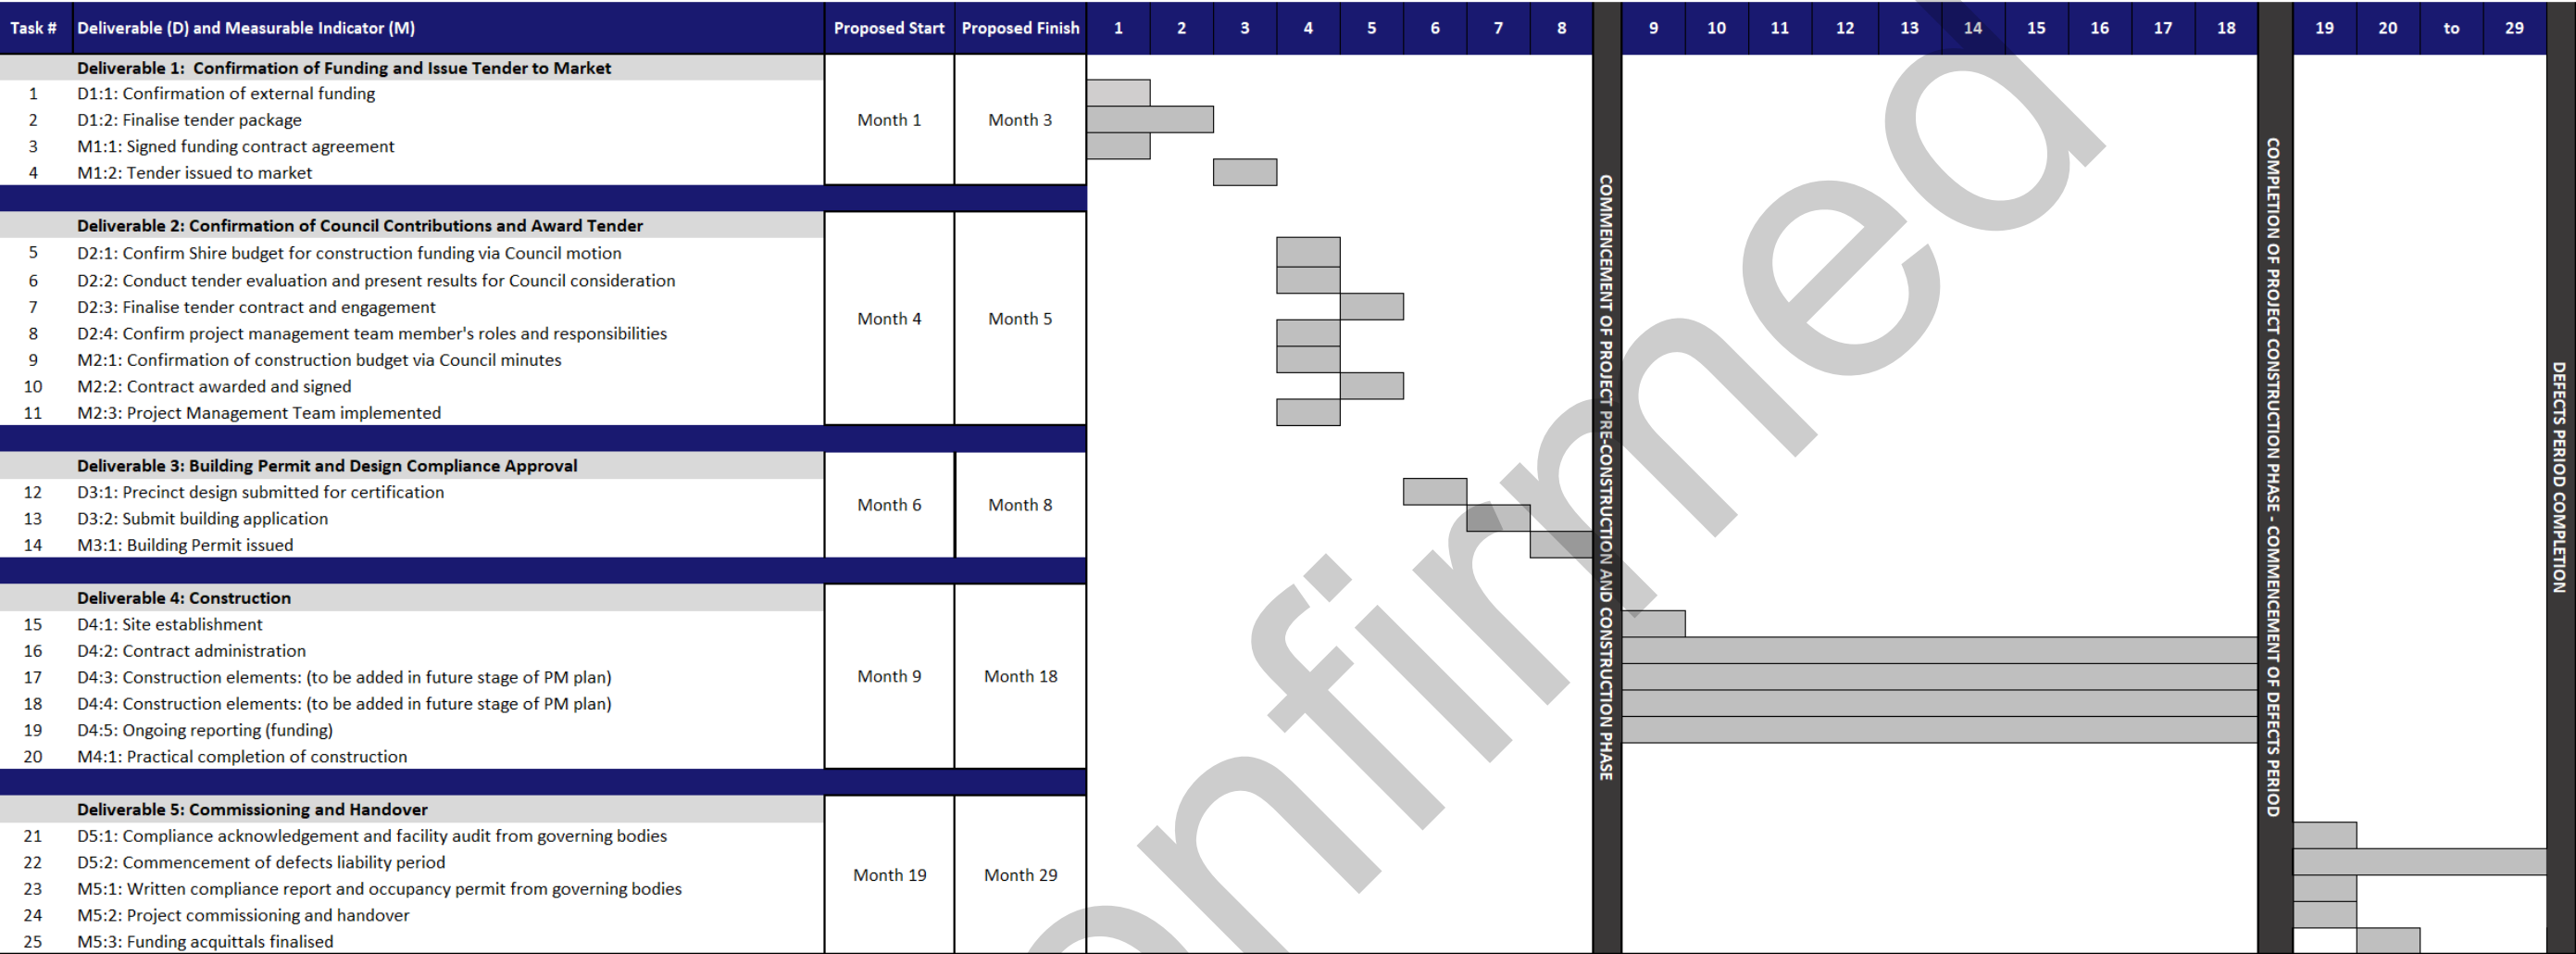 Task # Deliverable (D) and Measurable Indicator (M) Proposed Start Proposed Finish 1 2 3 4 5 6 7 8 9 10 11 12 13 14 15 16 17 18 19 20 to 29
Deliverable 1:  Confirmation of Funding and Issue Tender to Market
1 D1:1: Confirmation of external funding
2 D1:2: Finalise tender package Month 1 Month 3
3 M1:1: Signed funding contract agreement
4 M1:2: Tender issued to market
Deliverable 2: Confirmation of Council Contributions and Award Tender
5 D2:1: Confirm Shire budget for construction funding via Council motion
6 D2:2: Conduct tender evaluation and present results for Council consideration
7 D2:3: Finalise tender contract and engagement
Month 4 Month 5
8 D2:4: Confirm project management team member's roles and responsibilities
9 M2:1: Confirmation of construction budget via Council minutes
10 M2:2: Contract awarded and signed
11 M2:3: Project Management Team implemented
Deliverable 3: Building Permit and Design Compliance Approval
12 D3:1: Precinct design submitted for certification
Month 6 Month 8
13 D3:2: Submit building application
14 M3:1: Building Permit issued
Deliverable 4: Construction
15 D4:1: Site establishment
16 D4:2: Contract administration
17 D4:3: Construction elements: (to be added in future stage of PM plan) Month 9 Month 18
18 D4:4: Construction elements: (to be added in future stage of PM plan)
19 D4:5: Ongoing reporting (funding)
20 M4:1: Practical completion of construction
Deliverable 5: Commissioning and Handover
21 D5:1: Compliance acknowledgement and facility audit from governing bodies
22 D5:2: Commencement of defects liability period
Month 19 Month 29
23 M5:1: Written compliance report and occupancy permit from governing bodies
24 M5:2: Project commissioning and handover
25 M5:3: Funding acquittals finalised
COMMENCEMENT OF PROJECT PRE-CONSTRUCTION AND CONSTRUCTION PHASE
COMPLETION OF PROJECT CONSTRUCTION PHASE - COMMENCEMENT OF DEFECTS PERIOD
DEFECTS PERIOD COMPLETION
nfirmed